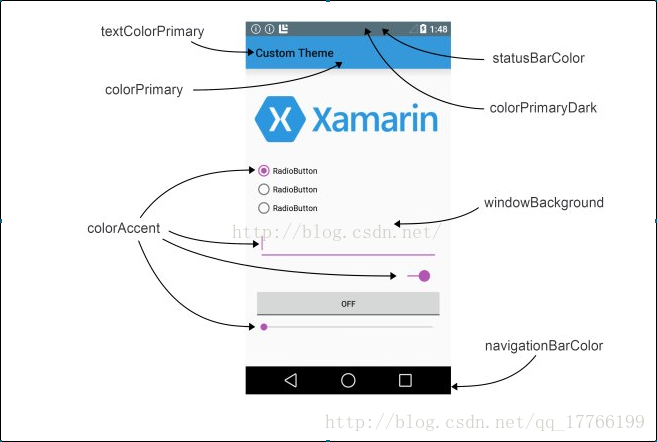 textColorPrimary
1:48
Custom Theme
statusBarColor
colorPrimary
colorPrimaryDark
Xamarin
RadioButton
RadioButton
RadioButton
windowBackground
colorAccent
http://blog.csdn.net/
OFF
navigationBarColor
http://blog.csdn.net/qq_17766199